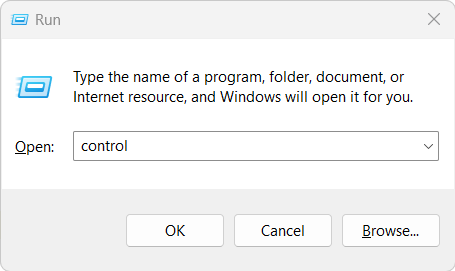 Run
Type the name of a program, folder, document, or
Internet resource, and Windows will open it for you.
Open: control
OK Cancel Browse...